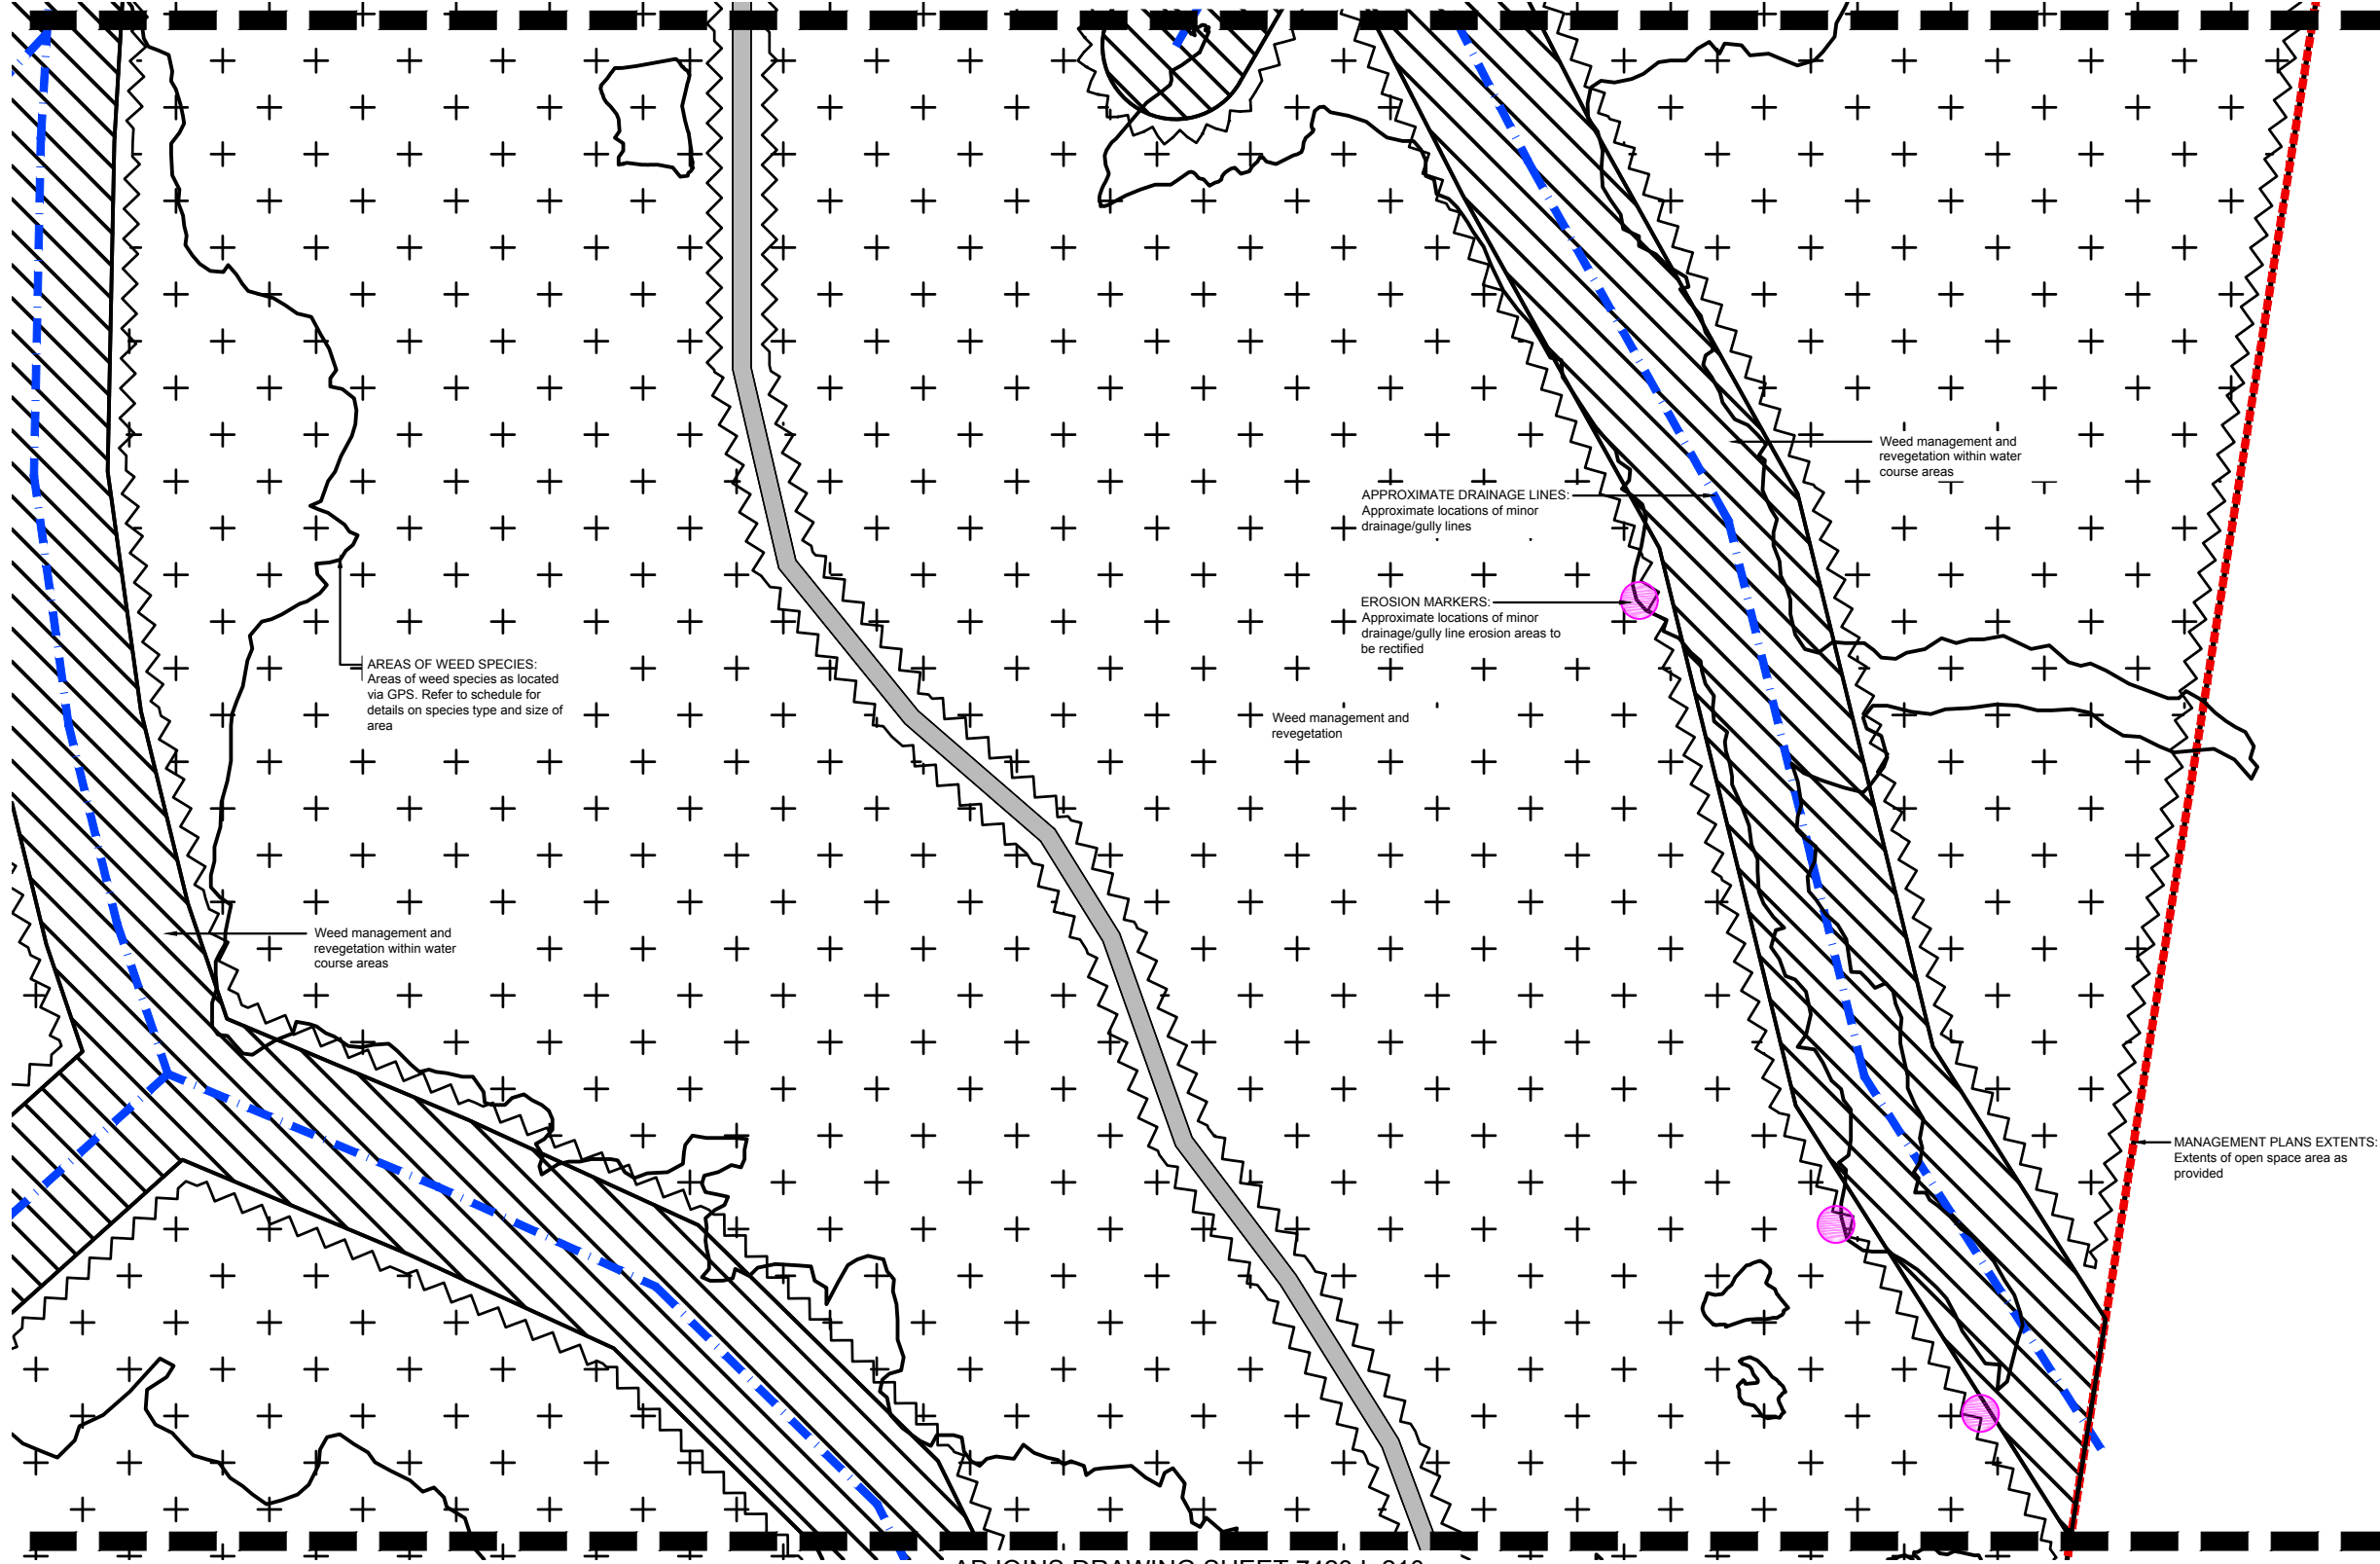 Weed management and
revegetation within water
course areas
APPROXIMATE DRAINAGE LINES:
Approximate locations of minor
drainage/gully lines
EROSION MARKERS:
Approximate locations of minor
drainage/gully line erosion areas to
be rectified
AREAS OF WEED SPECIES:
Areas of weed species as located
via GPS. Refer to schedule for
details on species type and size of
area
Weed management and
revegetation
Weed management and
revegetation within water
course areas
MANAGEMENT PLANS EXTENTS:
Extents of open space area as
provided
ADJOINS DRAWING SHEET